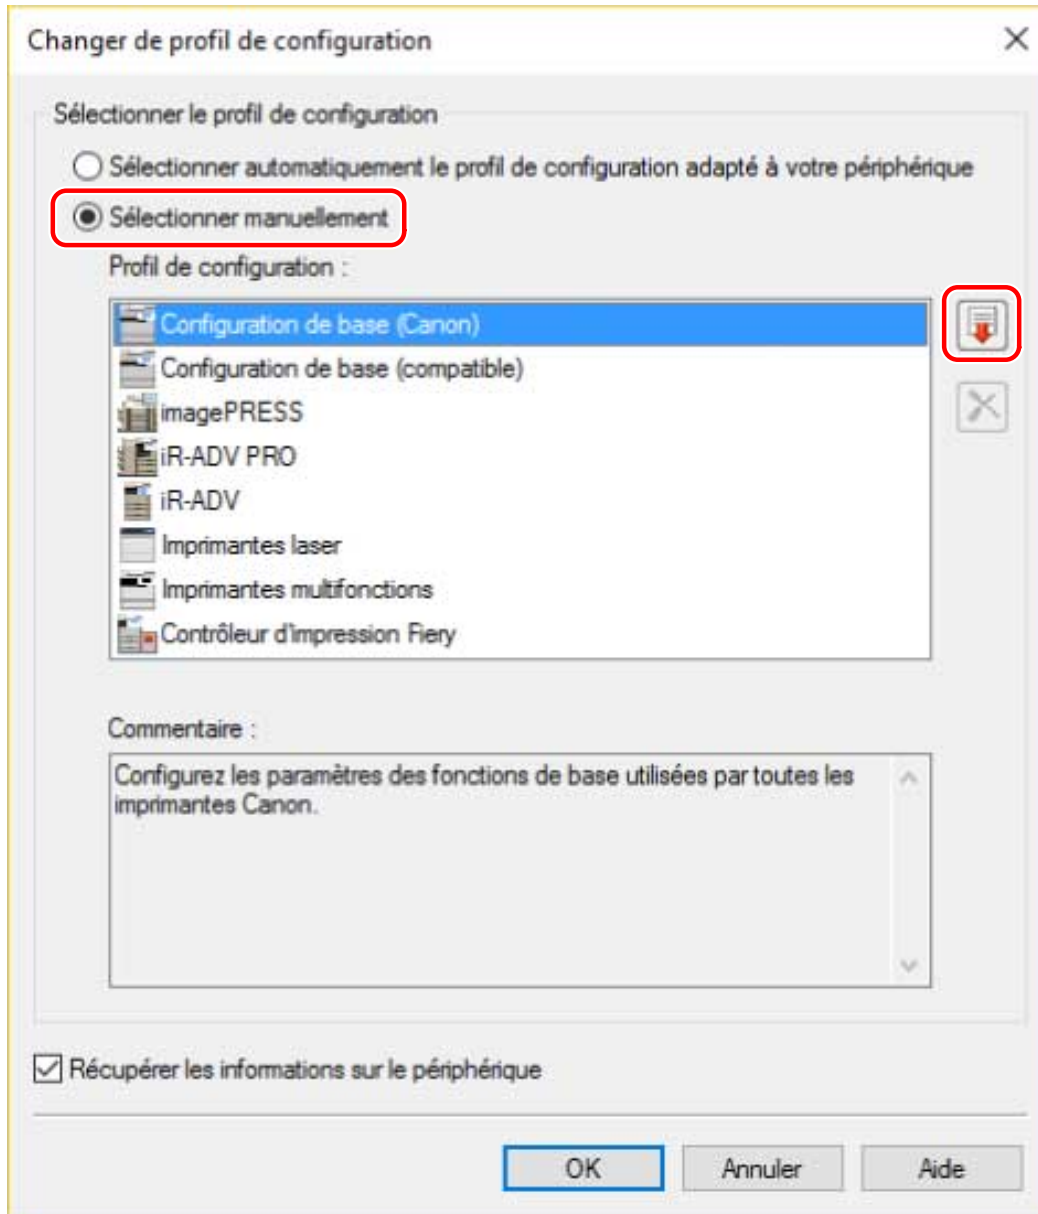 Changer de profil de configuration
Sélectionner le profil de configuration
Sélectionner automatiquement le profil de configuration adapté à votre périphérique
Sélectionner manuellement
Profil de configuration :
Configuration de base (Canon)
Configuration de base (compatible)
imagePRESS
iR-ADV PRO
iR-ADV
Imprimantes laser
Imprimantes multifonctions
Contrôleur d'impression Fiery
Commentaire :
Configurez les paramètres des fonctions de base utilisées par toutes les
imprimantes Canon.
Récupérer les informations sur le périphérique
OK
Annuler
Aide